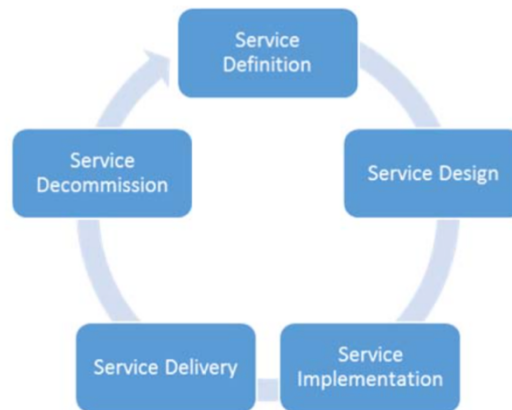 Service
Definition
Service Design
Service
Implementation
Service Delivery
Service
Decommission